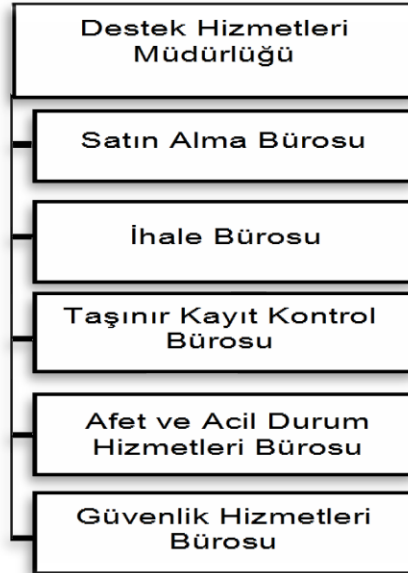 Destek Hizmetleri
Müdürlüğü
Satın Alma Bürosu
İhale Bürosu
Taşınır Kayıt Kontrol
Bürosu
Afet ve Acil Durum
Hizmetleri Bürosu
Güvenlik Hizmetleri
Bürosu